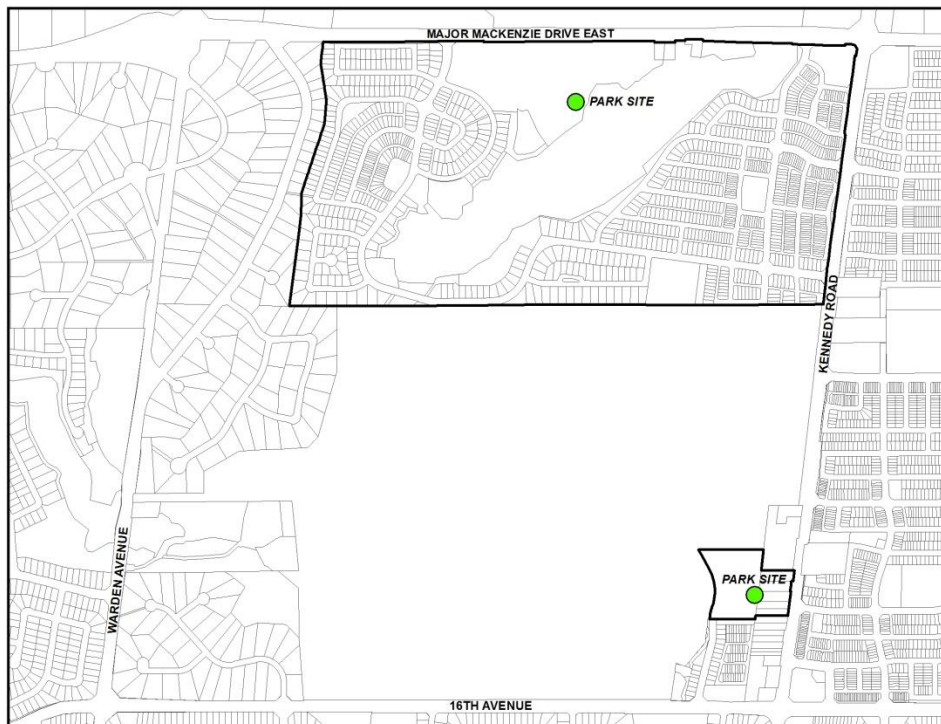 MAJOR MACKENZIE DRIVE EAST
PARK SITE
KENNEDY ROAD
WARDEN AVENUE
PARK SITE
16TH AVENUE